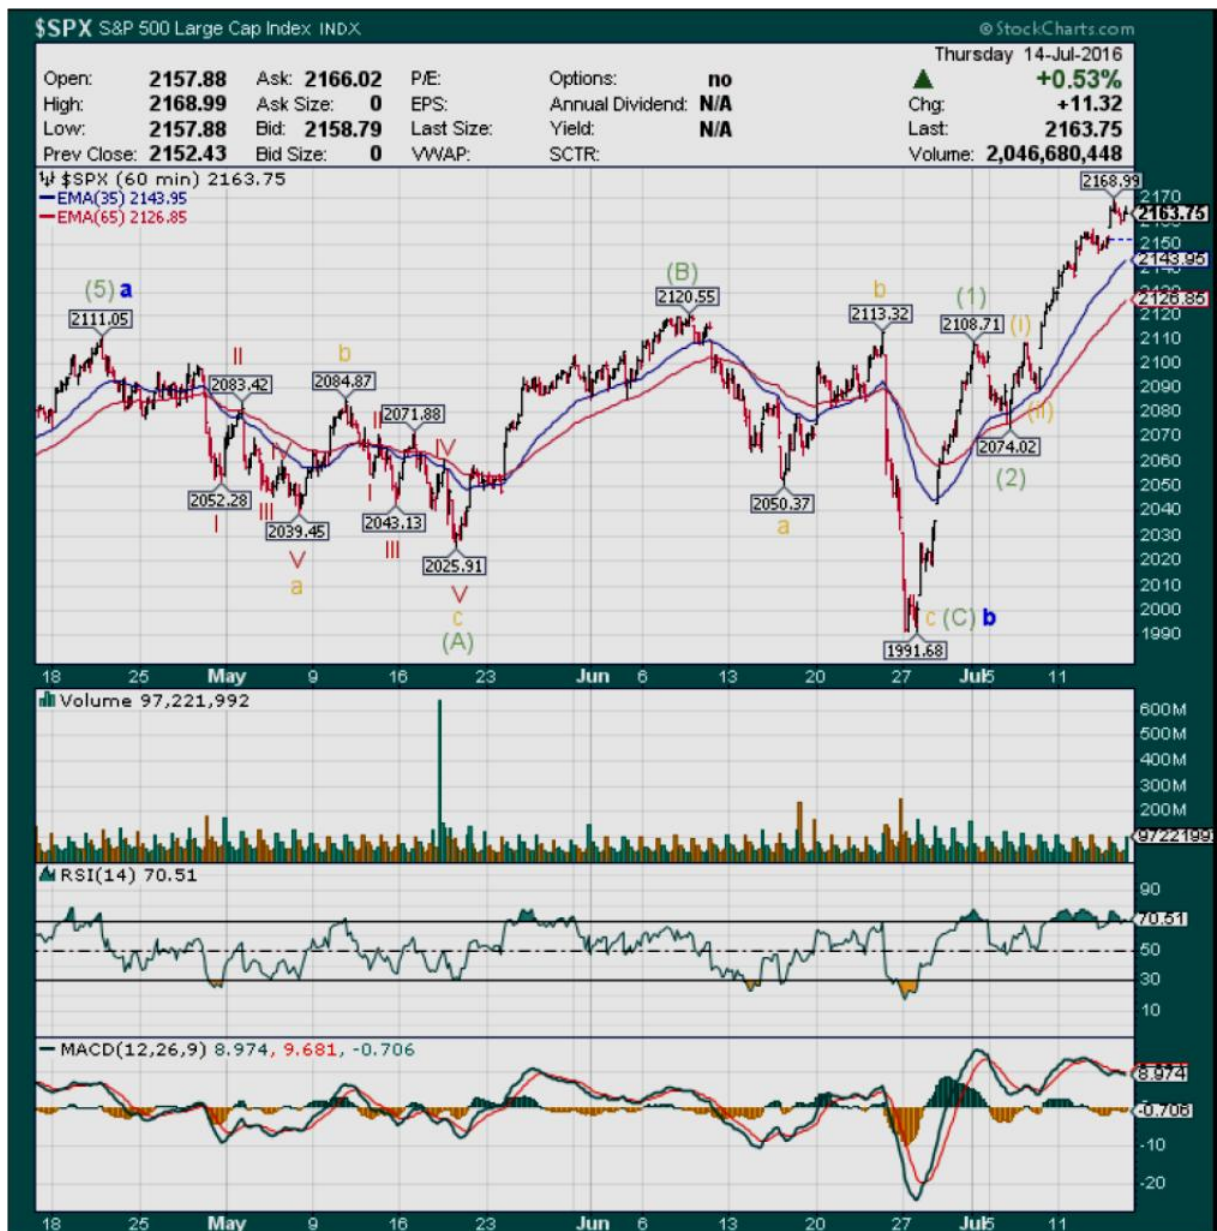 $SPX S&P 500 Large Cap Index INDX © StockCharts.com
Thursday 14-Jul-2016
Open: 2157.88 Ask: 2166.02 P/E: Options: no +0.53%
High: 2168.99 Ask Size: 0 EPS: Annual Dividend: N/A Chg: +11.32
Low: 2157.88 Bid: 2158.79 Last Size: Yield: N/A Last: 2163.75
Prev Close: 2152.43 Bid Size: 0 VWAP: SCTR: Volume: 2,046,680,448
$SPX (60 min) 2163.75
EMA(35) 2143.95
EMA(65) 2126.85
2168.99
2170
2163.75
2150
2143.95
2126.85
2120
2110
2100
2090
2080
2070
2060
2050
2040
2030
2020
2010
2000
1990
(5) a
2111.05
II
2083.42
b
2084.87
II
2071.88
IV
IV
2052.28
I
III
2039.45
V
a
I
2043.13
III
2025.91
V
c
(A)
(B)
2120.55
2050.37
a
b
2113.32
(1)
2108.71
(i)
(ii)
2074.02
(2)
c (C) b
1991.68
18 25 May 9 16 23 Jun 6 13 20 27 Jul 5 11
Volume 97,221,992
600M
500M
400M
300M
200M
9722199
RSI(14) 70.51
90
70.51
50
30
10
MACD(12,26,9) 8.974, 9.681, -0.706
8.974
-0.706
-10
-20
18 25 May 9 16 23 Jun 6 13 20 27 Jul 5 11